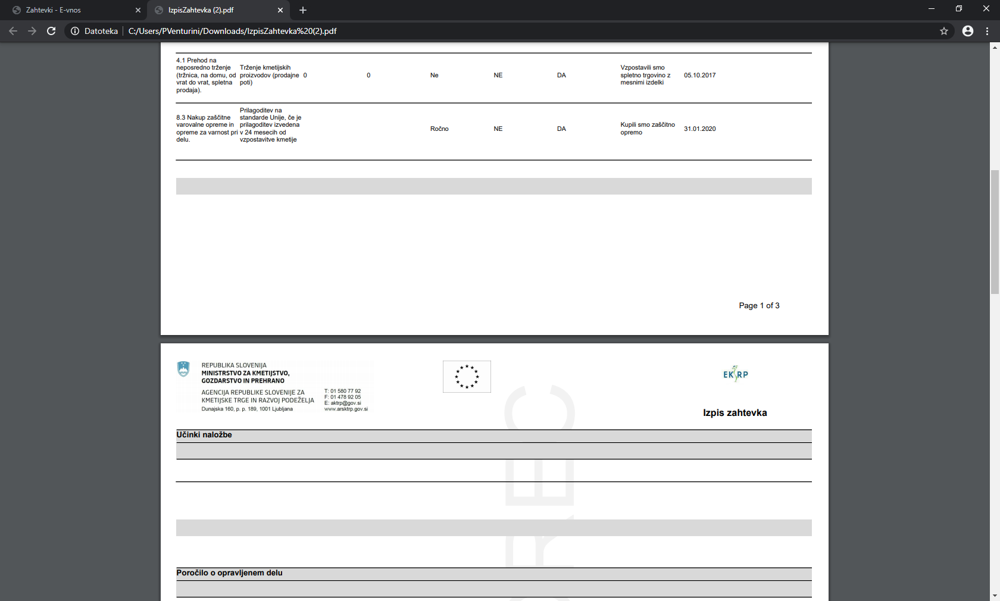 Zahtevki - E-vnos
IzpisZahtevka (2).pdf
Datoteka
C:/Users/PVenturini/Downloads/IzpisZahtevka%20(2).pdf
4.1 Prehod na
neposredno trženje
(tržnica, na domu, od
vrat do vrat, spletna
prodaja).
Trženje kmetijskih
proizvodov (prodajne
poti)
0
0
Ne
NE
DA
Vzpostavili smo
spletno trgovino z
mesnimi izdelki
05.10.2017
8.3 Nakup zaščitne
varovalne opreme in
opreme za varnost pri
delu.
Prilagoditev na
standarde Unije, če je
prilagoditev izvedena
v 24 mesecih od
vzpostavitve kmetije
Ročno
NE
DA
Kupili smo zaščitno
opremo
31.01.2020
Page 1 of 3
REPUBLIKA SLOVENIJA
MINISTRSTVO ZA KMETIJSTVO,
GOZDARSTVO IN PREHRANO
AGENCIJA REPUBLIKE SLOVENIJE ZA
KMETIJSKE TRGE IN RAZVOJ PODEŽELJA
Dunajska 160, p. p. 189, 1001 Ljubljana
T: 01 580 77 92
F: 01 478 92 05
E: aktrp@gov.si
www.arsktrp.gov.si
EKSRP
Izpis zahtevka
Učinki naložbe
Poročilo o opravljenem delu
REC